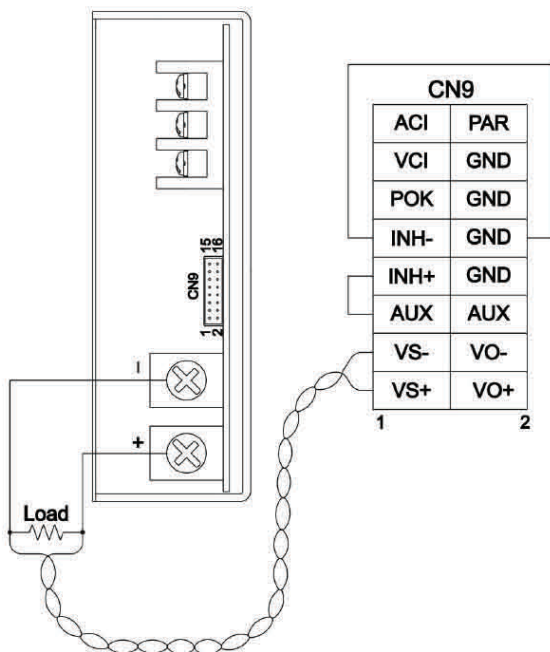 CN9
ACI PAR
VCI GND
POK GND
INH- GND
INH+ GND
AUX AUX
VS- VO-
VS+ VO+
1 2
15
16
CN9
1
2
-
+
Load